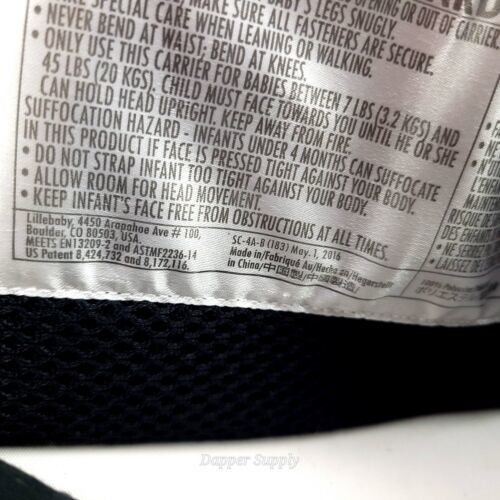 BABY'S LEGS SNUGLY.
SPECIAL CARE WHEN LEANING OR WALKING.
• NEVER BEND AT WAIST; BEND AT KNEES.
• ONLY USE THIS CARRIER FOR BABIES BETWEEN 7 LBS (3.2 KGS) AND
45 LBS (20 KGS). CHILD MUST FACE TOWARDS YOU UNTIL HE OR SHE
CAN HOLD HEAD UPRIGHT KEEP AWAY FROM FIRE.
SUFFOCATION HAZARD - INFANTS UNDER 4 MONTHS CAN SUFFOCATE
IN THIS PRODUCT IF FACE IS PRESSED TIGHT AGAINST YOUR BODY.
• DO NOT STRAP INFANT TOO TIGHT AGAINST YOUR BODY.
• ALLOW ROOM FOR HEAD MOVEMENT.
• KEEP INFANT'S FACE FREE FROM OBSTRUCTIONS AT ALL TIMES.
Lillebaby, 4450 Arapahoe Ave # 100,
Boulder, CO 80503, USA.
MEETS EN13209-2 and ASTMF2236-14
US Patent 8,424,732 and 8,172,116.
SC-4A-B (183) May. 1, 2016
Made in/Fabriqué Au/Hecho en/Hergestellt
in China/中国製/中國製
Dapper Supply